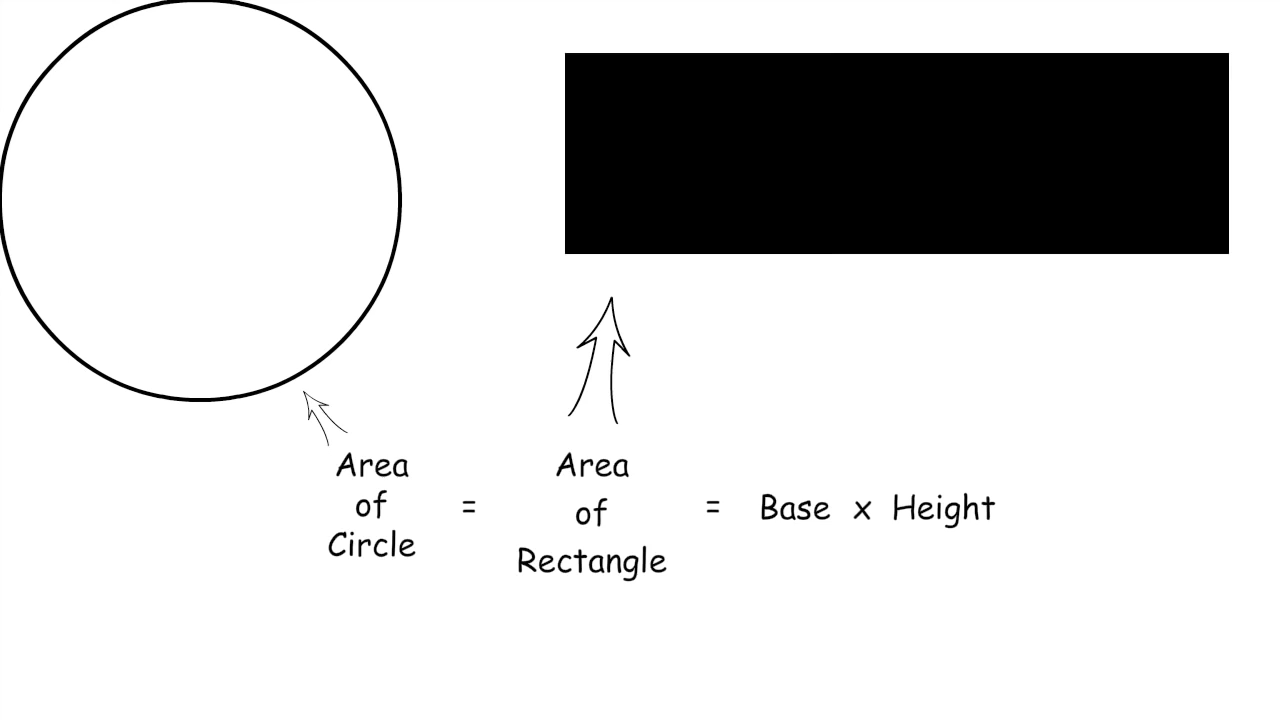 Area
of
Circle
=
Area
of
Rectangle
=
Base x Height